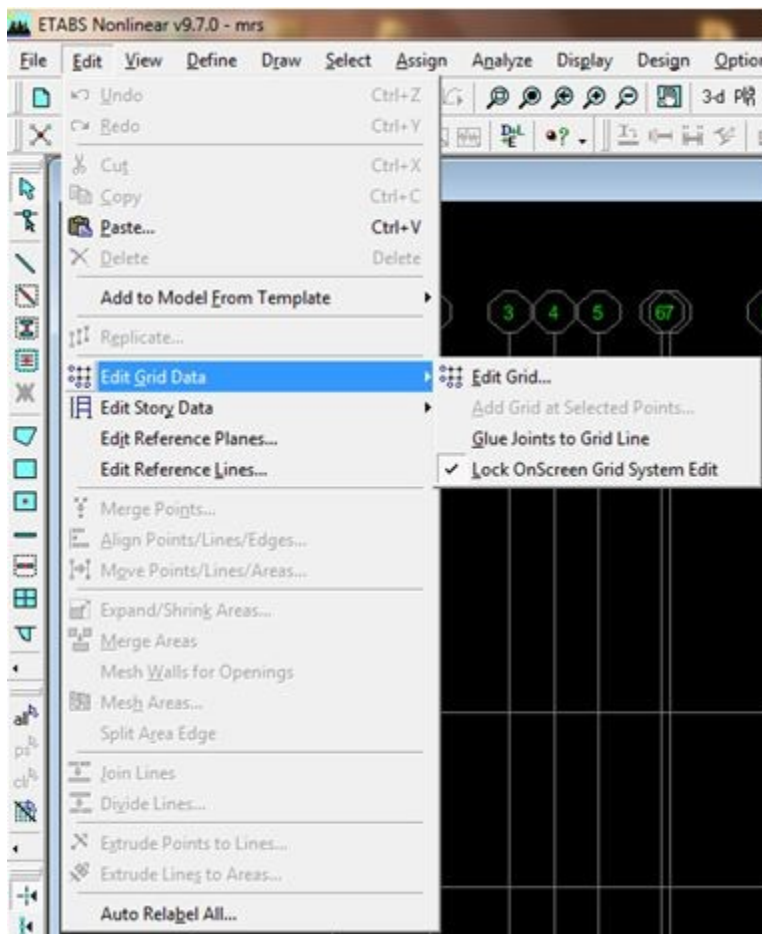 ETABS Nonlinear v9.7.0 - mrs
File Edit View Define Draw Select Assign Analyze Display Design Option
3-d
Undo Ctrl+Z
Redo Ctrl+Y
Cut Ctrl+X
Copy Ctrl+C
Paste... Ctrl+V
Delete Delete
Add to Model From Template
Replicate...
Edit Grid Data
Edit Story Data
Edit Reference Planes...
Edit Reference Lines...
Merge Points...
Align Points/Lines/Edges...
Move Points/Lines/Areas...
Expand/Shrink Areas...
Merge Areas
Mesh Walls for Openings
Mesh Areas...
Split Area Edge
Join Lines
Divide Lines...
Extrude Points to Lines...
Extrude Lines to Areas...
Auto Relabel All...
Edit Grid...
Add Grid at Selected Points...
Glue Joints to Grid Line
Lock OnScreen Grid System Edit
3 4 5 67
all
ps
clr